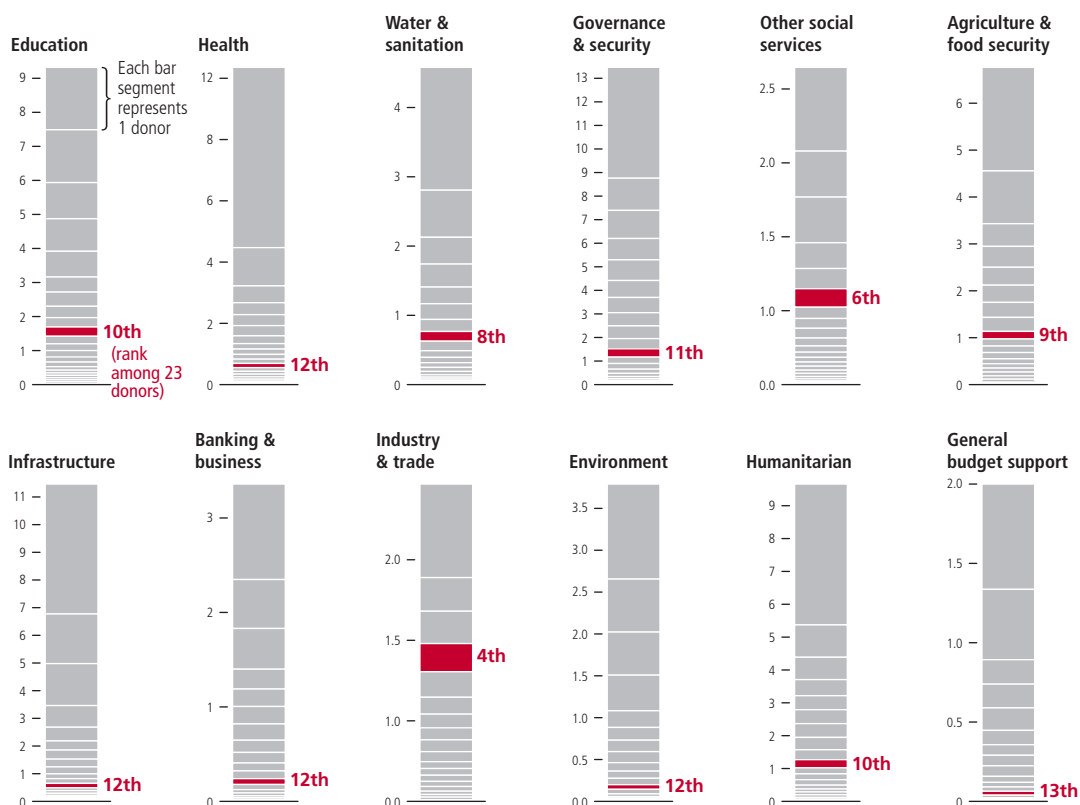 Education
Health
Water &
sanitation
Governance
& security
Other social
services
Agriculture &
food security
9
8
7
6
5
4
3
2
1
0
Each bar
segment
represents
1 donor
10th
(rank
among 23
donors)
12
8
6
4
2
0
12th
4
3
2
1
0
8th
13
12
11
10
9
8
7
6
5
4
3
2
1
0
11th
2.5
2.0
1.5
1.0
0.0
6th
6
5
4
3
2
1
0
9th
Infrastructure
Banking &
business
Industry
& trade
Environment
Humanitarian
General
budget support
11
10
9
8
7
6
5
4
3
2
1
0
12th
3
2
1
0
12th
2.0
1.5
1.0
0.0
4th
3.5
3.0
2.5
2.0
1.5
1.0
0.5
0.0
12th
9
8
7
6
5
4
3
2
1
0
10th
2.0
1.5
1.0
0.5
0
13th